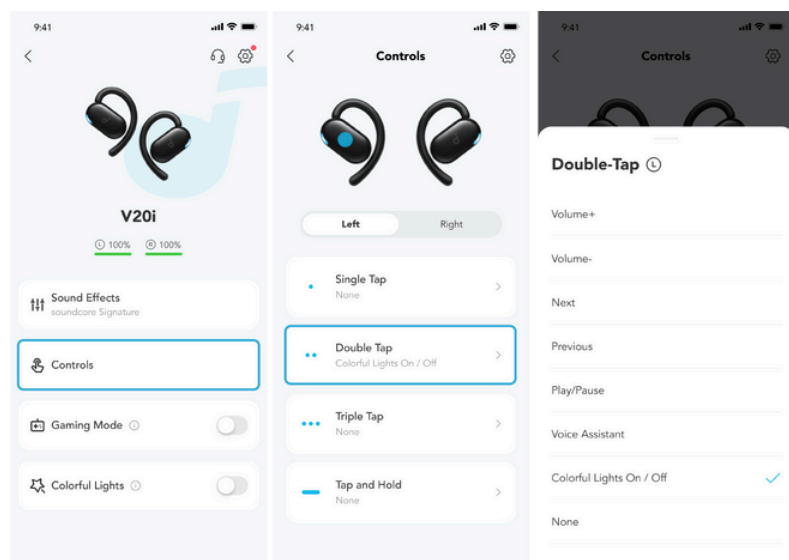 9:41
V20i
L 100% R 100%
Sound Effects
soundcore Signature
Controls
Gaming Mode
Colorful Lights
9:41
Controls
Left Right
Single Tap
None
Double Tap
Colorful Lights On / Off
Triple Tap
None
Tap and Hold
None
9:41
Controls
Double-Tap L
Volume+
Volume-
Next
Previous
Play/Pause
Voice Assistant
Colorful Lights On / Off
None